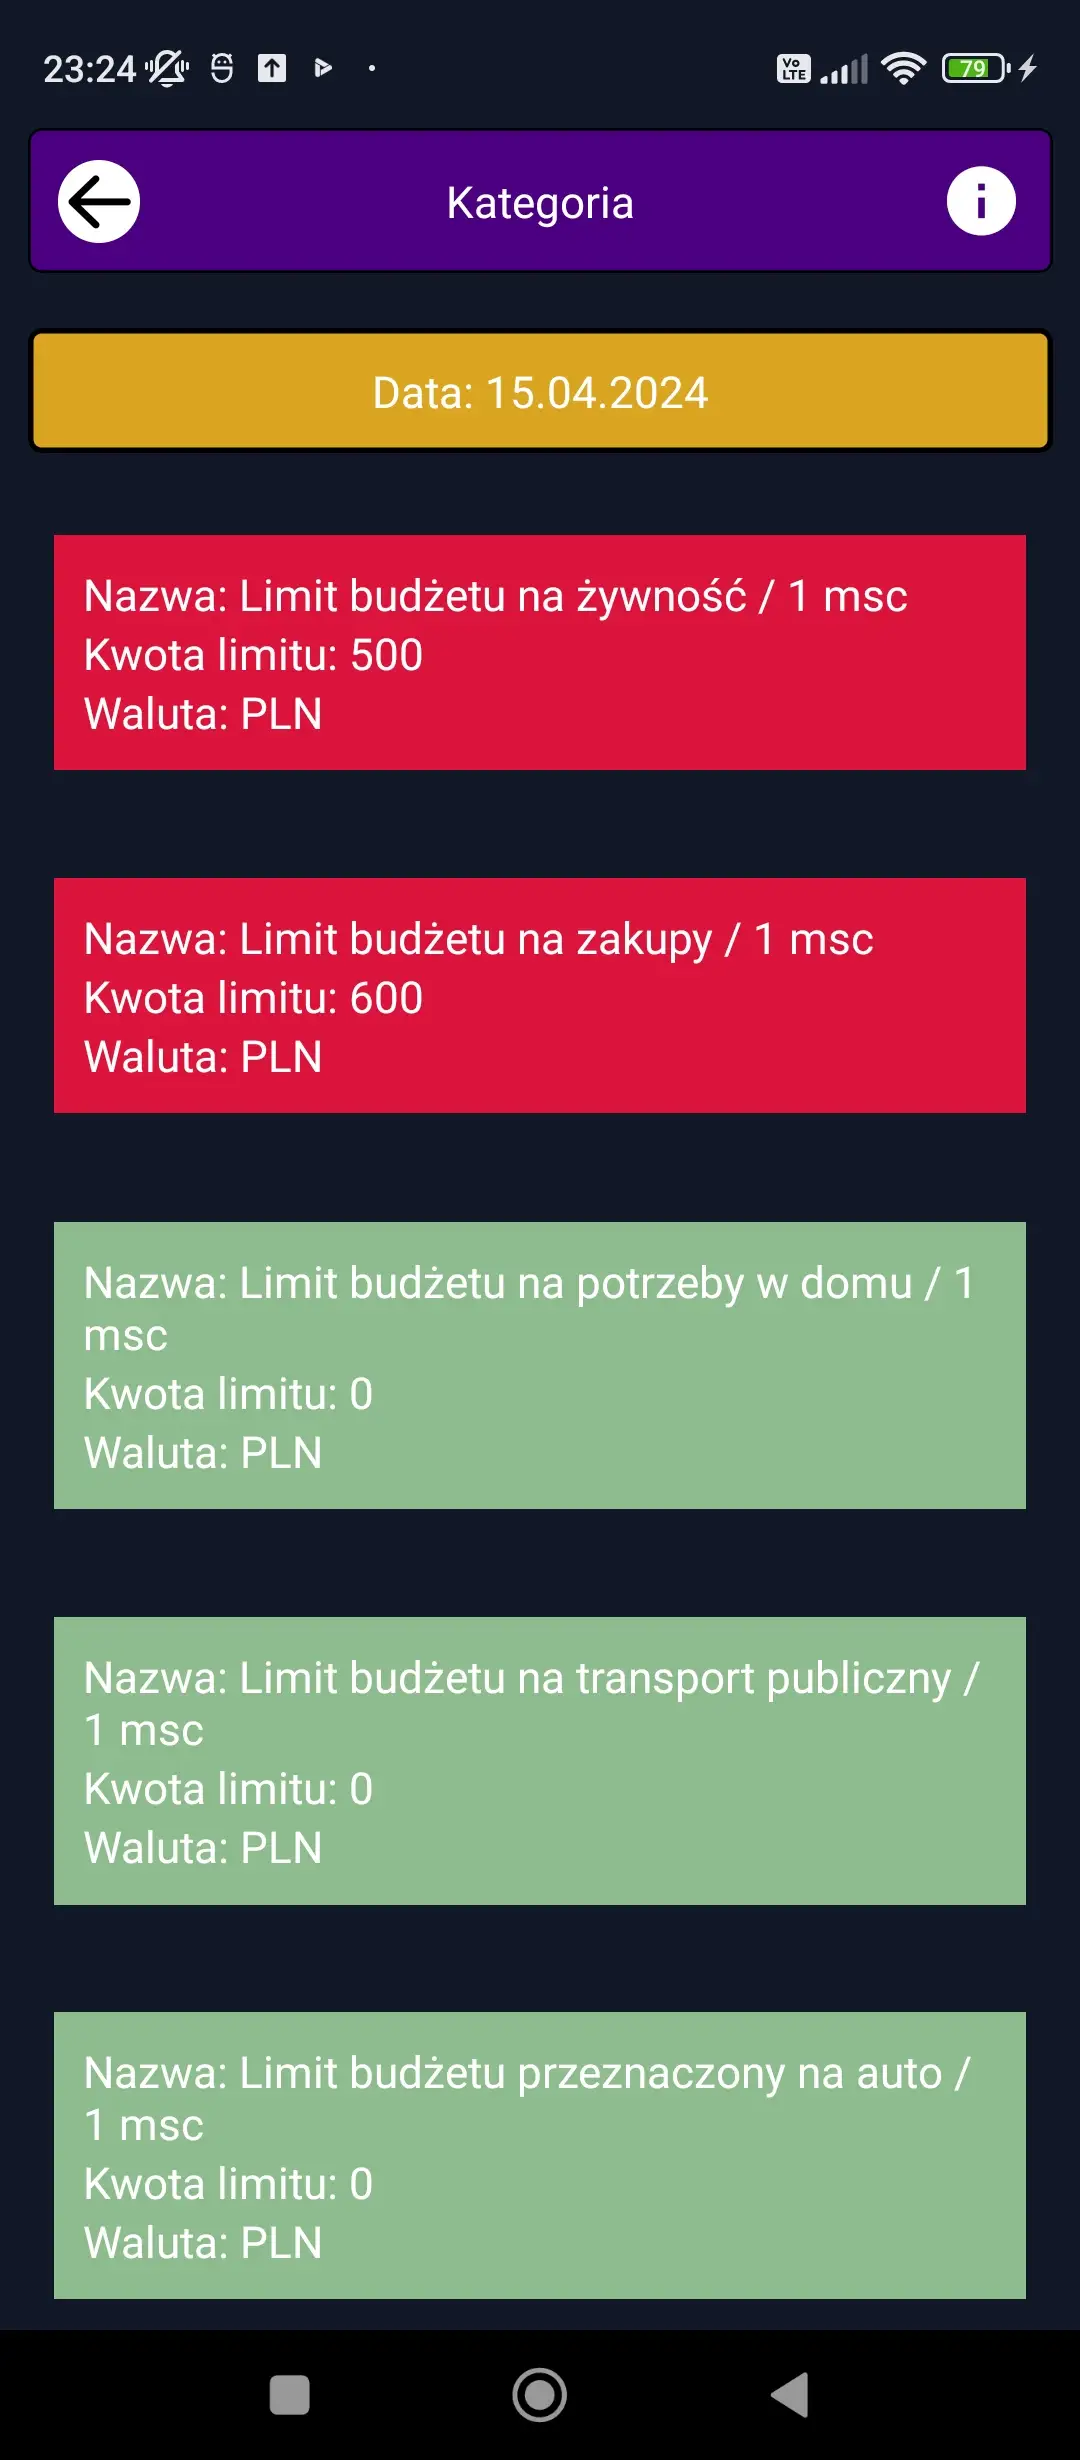 23:24
Vo LTE
79
Kategoria
Data: 15.04.2024
Nazwa: Limit budżetu na żywność / 1 msc
Kwota limitu: 500
Waluta: PLN
Nazwa: Limit budżetu na zakupy / 1 msc
Kwota limitu: 600
Waluta: PLN
Nazwa: Limit budżetu na potrzeby w domu / 1
msc
Kwota limitu: 0
Waluta: PLN
Nazwa: Limit budżetu na transport publiczny /
1 msc
Kwota limitu: 0
Waluta: PLN
Nazwa: Limit budżetu przeznaczony na auto /
1 msc
Kwota limitu: 0
Waluta: PLN